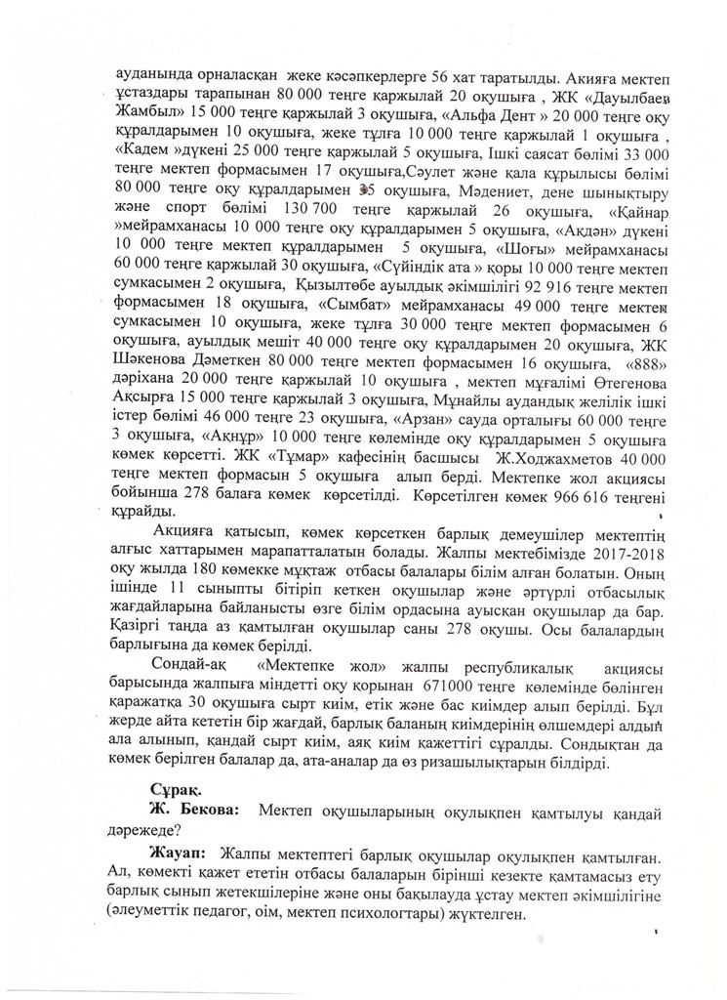 ауданында орналасқан жеке кәсәпкерлерге 56 хат таратылды. Акияға мектеп
ұстаздары тарапынан 80 000 теңге қаржылай 20 оқушыға , ЖК «Дауылбаев
Жамбыл» 15 000 теңге қаржылай 3 оқушыға, «Альфа Дент » 20 000 теңге оқу
құралдарымен 10 оқушыға, жеке тұлға 10 000 теңге қаржылай 1 оқушыға ,
«Кадем »дүкені 25 000 теңге қаржылай 5 оқушыға, Ішкі саясат бөлімі 33 000
теңге мектеп формасымен 17 оқушыға,Сәулет және қала құрылысы бөлімі
80 000 теңге оқу құралдарымен оқушыға, Мәдениет, дене шынықтыру
және спорт бөлімі 130 700 теңге қаржылай 26 оқушыға, «Қайнар
»мейрамханасы 10 000 теңге оқу құралдарымен 5 оқушыға, «Ақдән» дүкені
10 000 теңге мектеп құралдарымен 5 оқушыға, «Шоғы» мейрамханасы
60 000 теңге қаржылай 30 оқушыға, «Сүйіндік ата » қоры 10 000 теңге мектеп
сумкасымен 2 оқушыға, Қызылтөбе ауылдық әкімшілігі 92 916 теңге мектеп
формасымен 18 оқушыға, «Сымбат» мейрамханасы 49 000 теңге мектеп
сумкасымен 10 оқушыға, жеке тұлға 30 000 теңге мектеп формасымен 6
оқушыға, ауылдық мешіт 40 000 теңге оқу құралдарымен 20 оқушыға, ЖК
Шәкенова Дәметкен 80 000 теңге мектеп формасымен 16 оқушыға, «888»
дәріхана 20 000 теңге қаржылай 10 оқушыға , мектеп мұғалімі Өтегенова
Ақсырға 15 000 теңге қаржылай 3 оқушыға, Мұнайлы аудандық желілік ішкі
істер бөлімі 46 000 теңге 23 оқушыға, «Арзан» сауда орталығы 60 000 теңге
3 оқушыға, «Ақнұр» 10 000 теңге көлемінде оқу құралдарымен 5 оқушыға
көмек көрсетті. ЖК «Тұмар» кафесінің басшысы Ж.Ходжахметов 40 000
теңге мектеп формасын 5 оқушыға алып берді. Мектепке жол акциясы
бойынша 278 балаға көмек көрсетілді. Көрсетілген көмек 966 616 теңгені
құрайды.
Акцияға қатысып, көмек көрсеткен барлық демеушілер мектептің
алғыс хаттарымен марапатталатын болады. Жалпы мектебімізде 2017-2018
оқу жылда 180 көмекке мұқтаж отбасы балалары білім алған болатын. Оның
ішінде 11 сыныпты бітіріп кеткен оқушылар және әртүрлі отбасылық
жағдайларына байланысты өзге білім ордасына ауысқан оқушылар да бар.
Қазіргі таңда аз қамтылған оқушылар саны 278 оқушы. Осы балалардың
барлығына да көмек берілді.
Сондай-ақ «Мектепке жол» жалпы республикалық акциясы
барысында жалпыға міндетті оқу қорынан 671000 теңге көлемінде бөлінген
қаражатқа 30 оқушыға сырт киім, етік және бас киімдер алып берілді. Бұл
жерде айта кететін бір жағдай, барлық баланың киімдерінің өлшемдері алдын
ала алынып, қандай сырт киім, аяқ киім қажеттігі сұралды. Сондықтан да
көмек берілген балалар да, ата-аналар да өз ризашылықтарын білдірді.
Сұрақ.
Ж. Бекова: Мектеп оқушыларының оқулықпен қамтылуы қандай
дәрежеде?
Жауап: Жалпы мектептегі барлық оқушылар оқулықпен қамтылған.
Ал, көмекті қажет ететін отбасы балаларын бірінші кезекте қамтамасыз ету
барлық сынып жетекшілеріне және оны бақылауда ұстау мектеп әкімшілігіне
(әлеуметтік педагог, оім, мектеп психологтары) жүктелген.